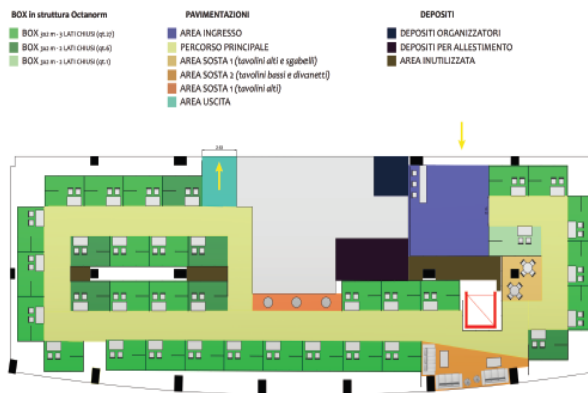 BOX in struttura Octanorm
BOX 3x2 m - 3 LATI CHIUSI (qt.27)
BOX 3x2 m - 2 LATI CHIUSI (qt.6)
BOX 3x2 m - 2 LATI CHIUSI (qt.1)
PAVIMENTAZIONI
AREA INGRESSO
PERCORSO PRINCIPALE
AREA SOSTA 1 (tavolini alti e sgabelli)
AREA SOSTA 2 (tavolini bassi e divanetti)
AREA SOSTA 1 (tavolini alti)
AREA USCITA
DEPOSITI
DEPOSITI ORGANIZZATORI
DEPOSITI PER ALLESTIMENTO
AREA INUTILIZZATA